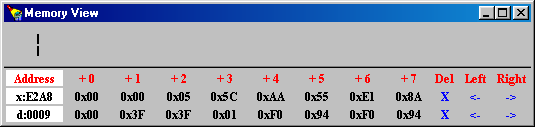 Memory View
Address +0 +1 +2 +3 +4 +5 +6 +7 Del Left Right
x:E2A8 0x00 0x00 0x05 0x5C 0xAA 0x55 0xE1 0x8A X <- ->
d:0009 0x00 0x3F 0x3F 0x01 0xF0 0x94 0xF0 0x94 X <- ->